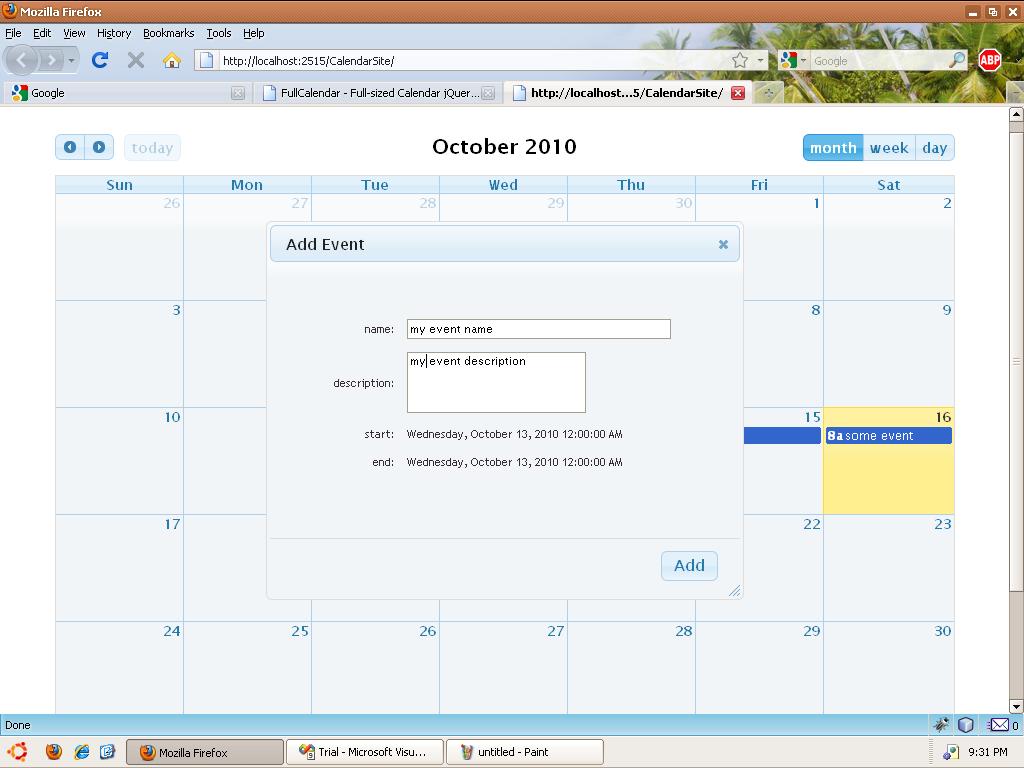 Mozilla Firefox
File Edit View History Bookmarks Tools Help
http://localhost:2515/CalendarSite/
Google
ABP
Google
FullCalendar - Full-sized Calendar jQuer...
http://localhost...5/CalendarSite/
today
October 2010
month week day
Sun Mon Tue Wed Thu Fri Sat
26 27 28 29 30 1 2
Add Event
name: my event name
3 8 9
description: my event description
10 15 16
8a some event
start: Wednesday, October 13, 2010 12:00:00 AM
end: Wednesday, October 13, 2010 12:00:00 AM
17 22 23
Add
24 25 26 27 28 29 30
Done
0
Mozilla Firefox
Trial - Microsoft Visu...
untitled - Paint
9:31 PM